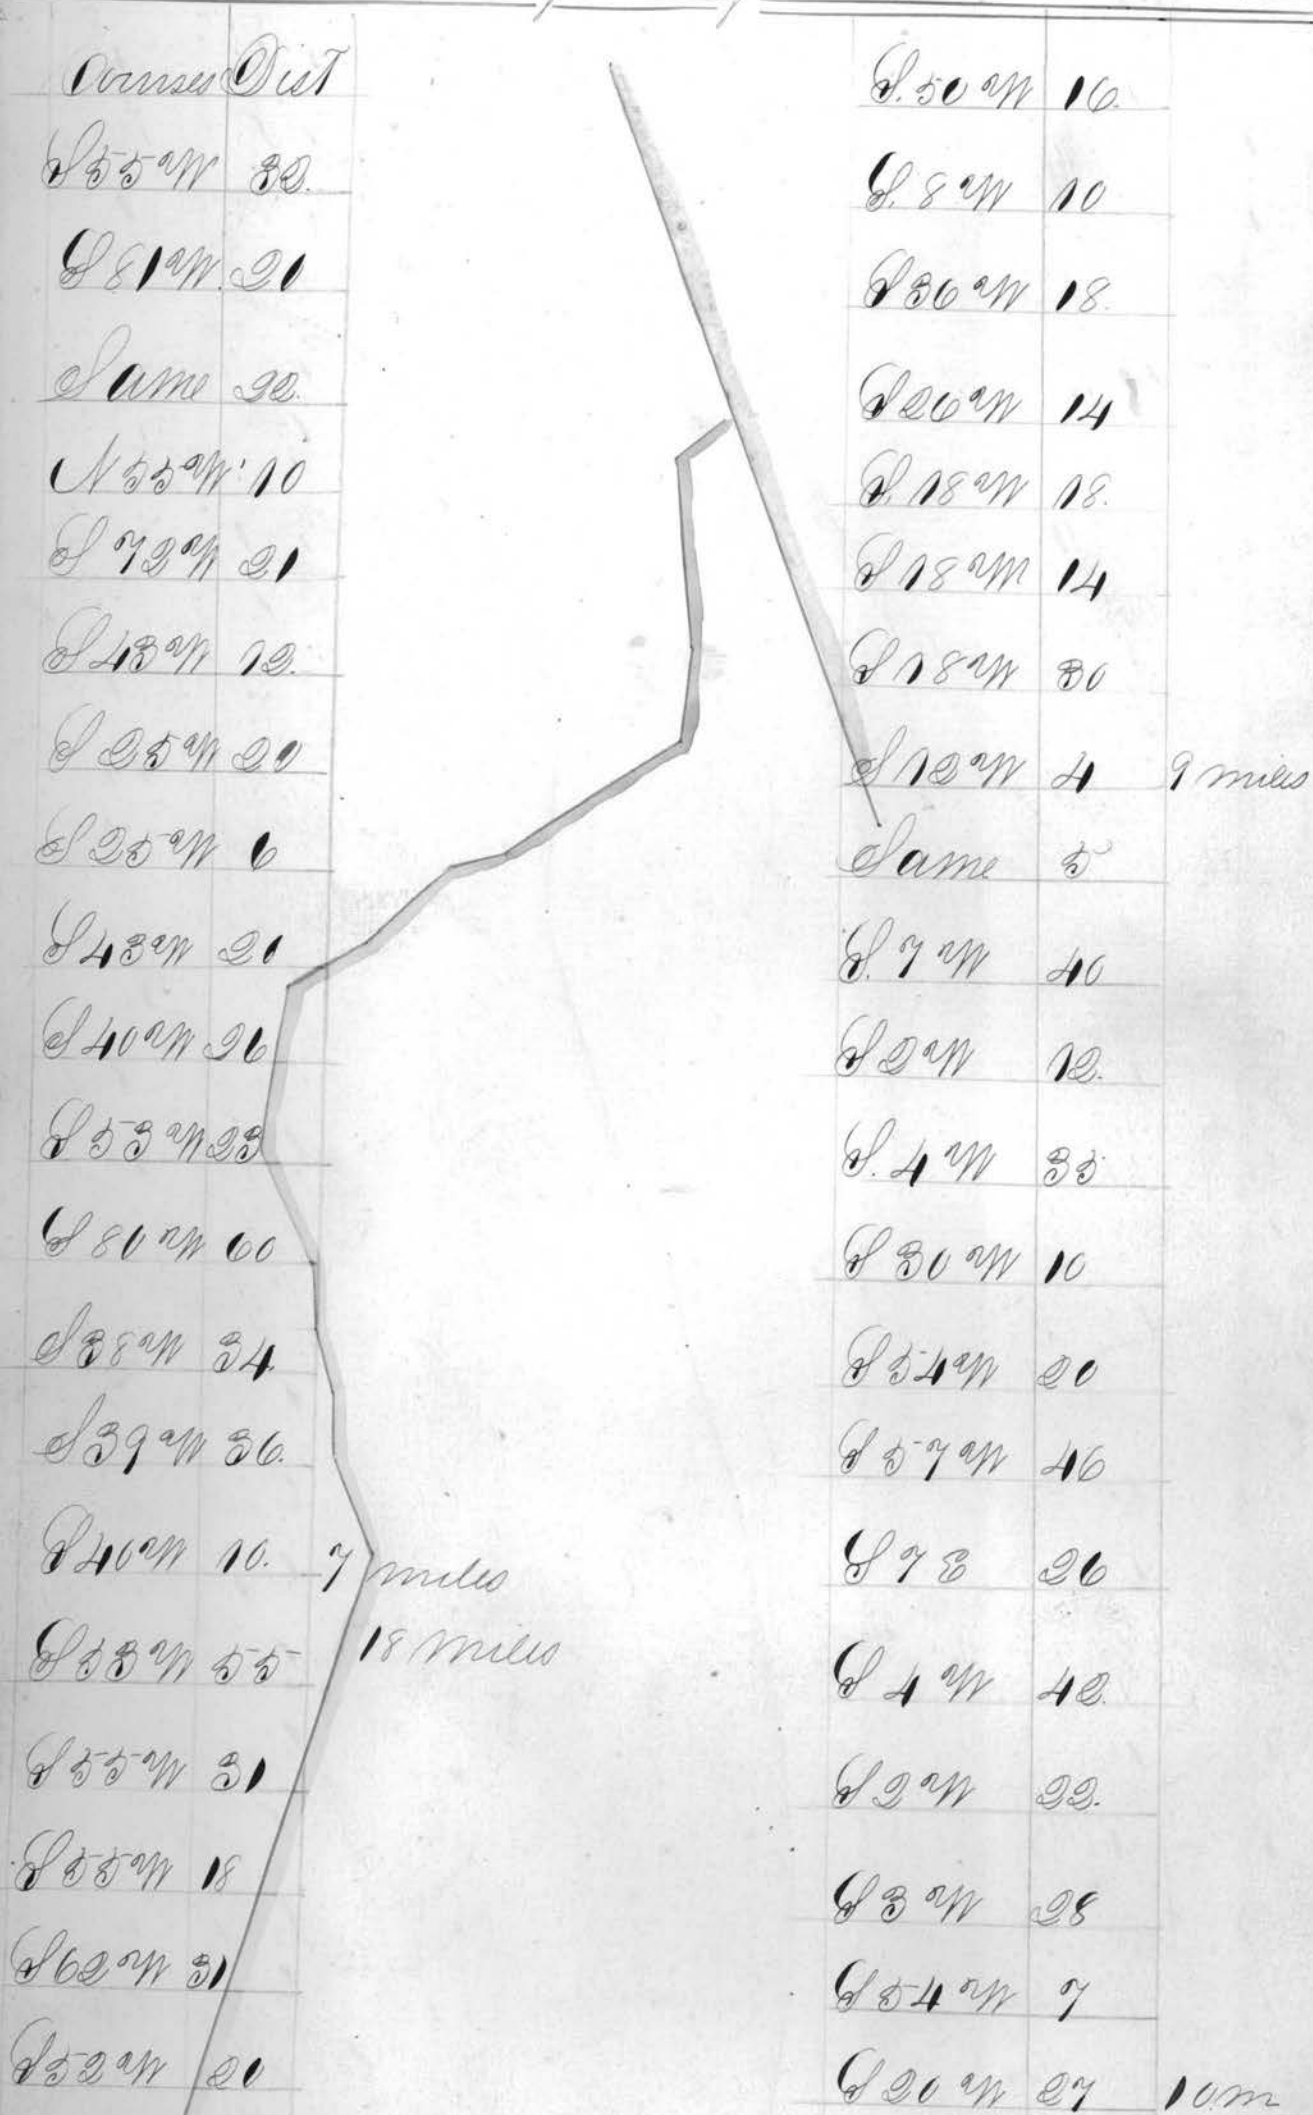 Courses Dist
S 55 W 32.
S 81 W. 20
Same 22.
N 55 W. 10
S 72 W 21
S 43 W 12.
S 25 W 20
S 25 W 6
S 43 W 20
S 40 W 26
S 53 W 23
S 80 W 60
S 38 W 34
S 39 W 36.
S 40 W 10. 7 miles
18 miles
S 53 W 55
S 55 W 31
S 55 W 18
S 62 W 31
S 52 W 20
S. 50 W 16.
S. 8 W 10
S 36 W 18.
S 26 W 14
S. 18 W 18.
S 18 W 14
S 18 W 30
S 12 W 4 9 miles
Same 5
S. 7 W 40
S 2 W 12.
S. 4 W 35
S 30 W 10
S 54 W 20
S 57 W 46
S 7 E 26
S 4 W 42
S 2 W 22.
S 3 W 28
S 54 W 7
S 20 W 27 10 m